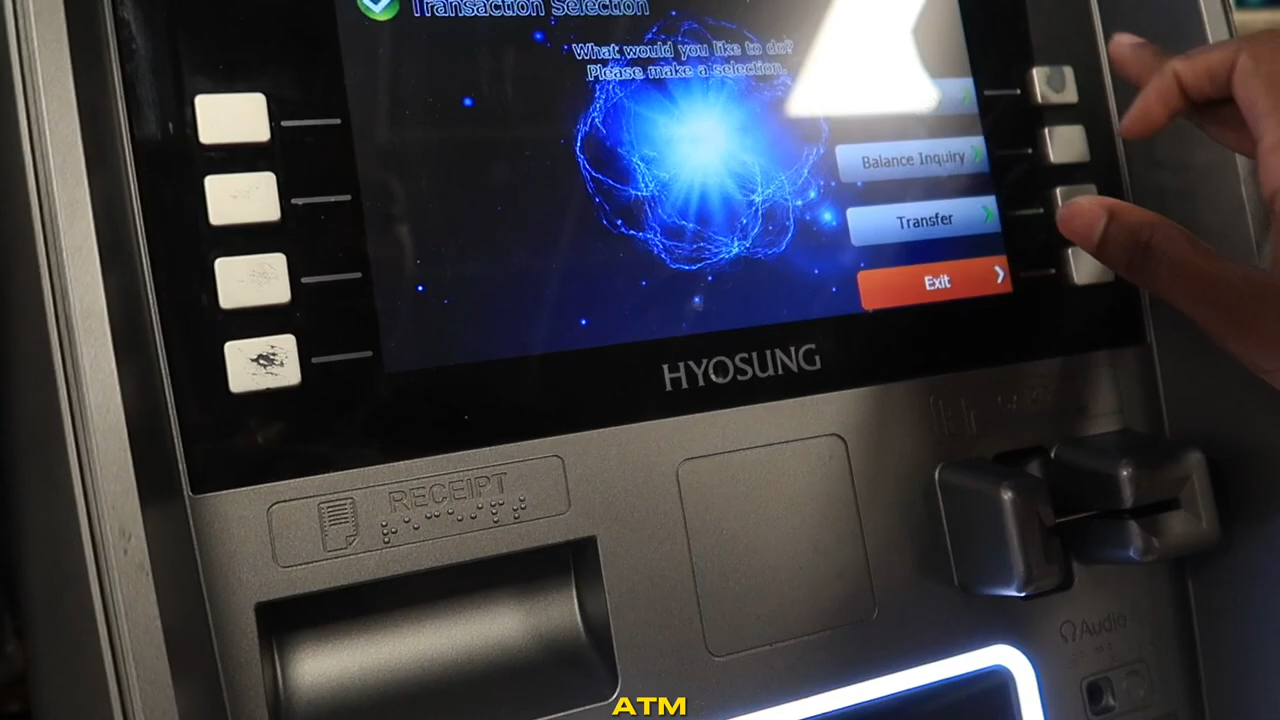 Transaction Selection
What would you like to do?
Please make a selection.
Balance Inquiry
Transfer
Exit
HYOSUNG
RECEIPT
Audio
ATM